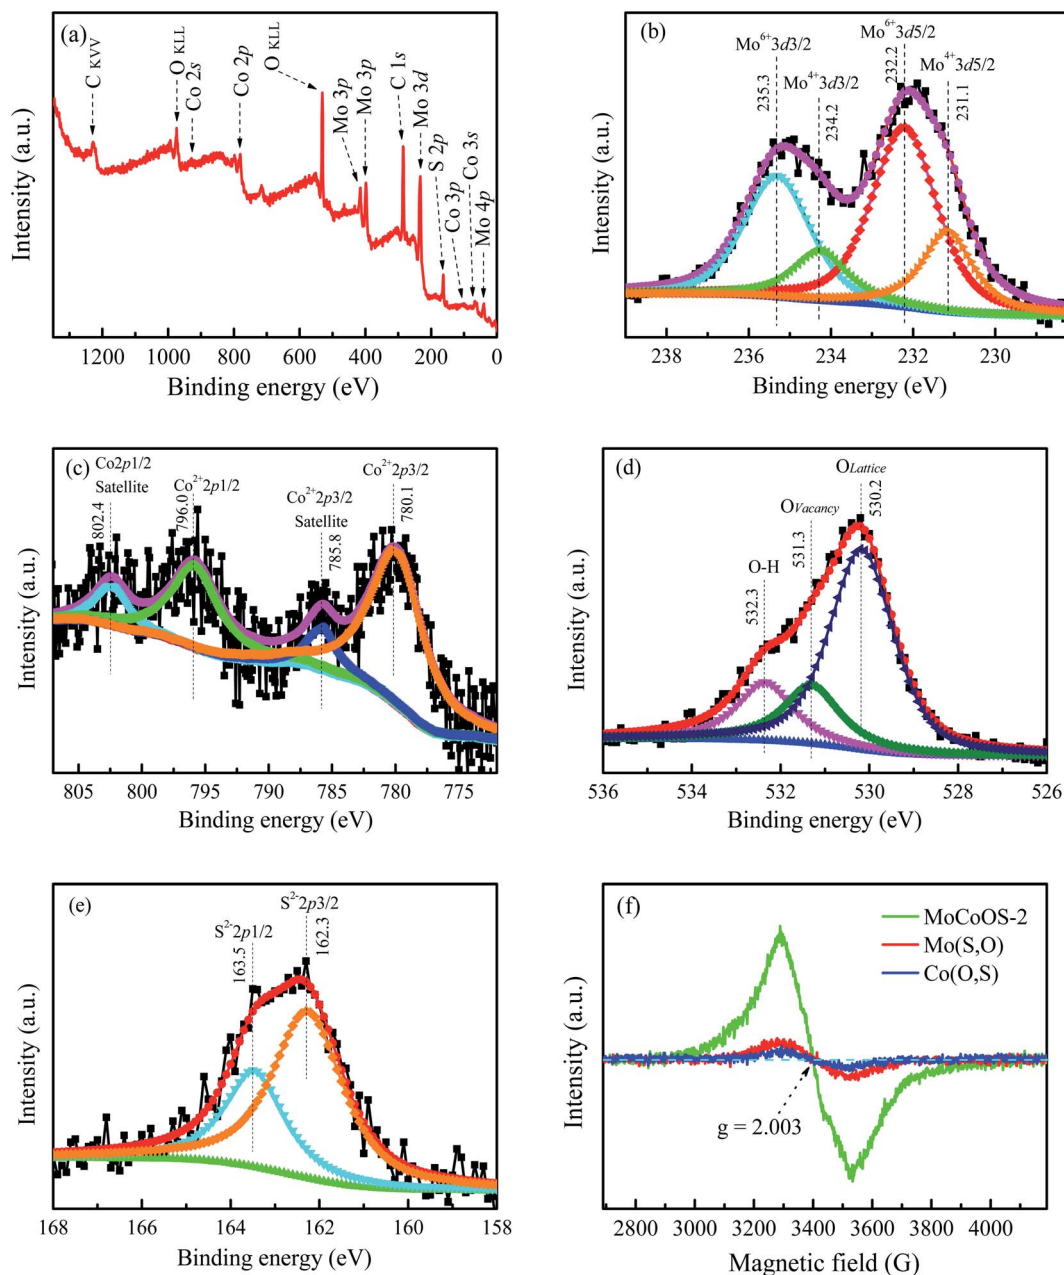 (a)
C KVV
O KLL
Co 2s
Co 2p
O KLL
Mo 3p
Mo 3p
C 1s
Mo 3d
S 2p
Co 3p
Co 3s
Mo 4p
Intensity (a.u.)
1200 1000 800 600 400 200 0
Binding energy (eV)
(b)
Mo⁶⁺3d3/2
235.3
Mo⁴⁺3d3/2
234.2
Mo⁶⁺3d5/2
232.2
Mo⁴⁺3d5/2
231.1
Intensity (a.u.)
238 236 234 232 230
Binding energy (eV)
(c)
Co2p1/2
Satellite
802.4
Co²⁺2p1/2
796.0
Co²⁺2p3/2
Satellite
785.8
Co²⁺2p3/2
780.1
Intensity (a.u.)
805 800 795 790 785 780 775
Binding energy (eV)
(d)
O-H
532.3
OVacancy
531.3
OLattice
530.2
Intensity (a.u.)
536 534 532 530 528 526
Binding energy (eV)
(e)
S²⁻2p1/2
163.5
S²⁻2p3/2
162.3
Intensity (a.u.)
168 166 164 162 160 158
Binding energy (eV)
(f)
MoCoOS-2
Mo(S,O)
Co(O,S)
g = 2.003
Intensity (a.u.)
2800 3100 3400 3700 4000
Magnetic field (G)